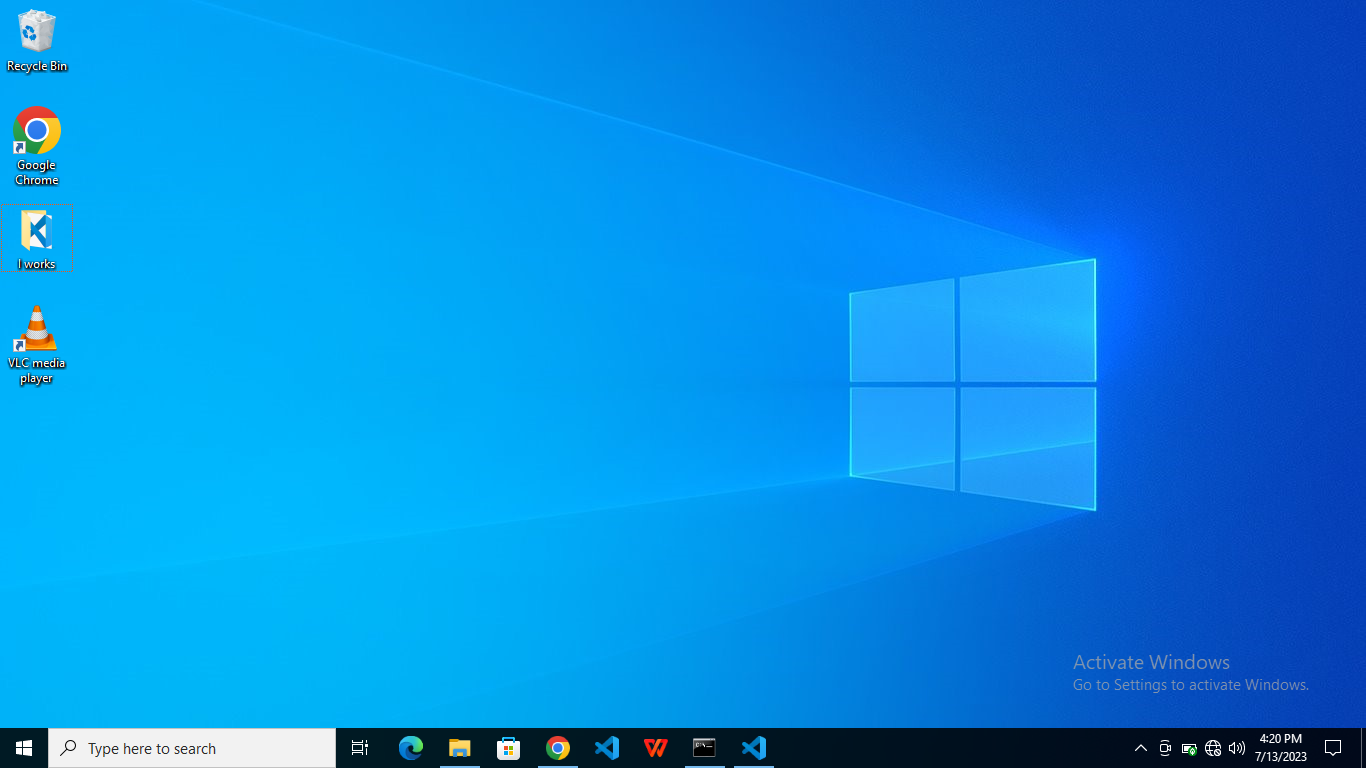 Recycle Bin
Google
Chrome
I works
VLC media
player
Activate Windows
Go to Settings to activate Windows.
Type here to search
4:20 PM
7/13/2023